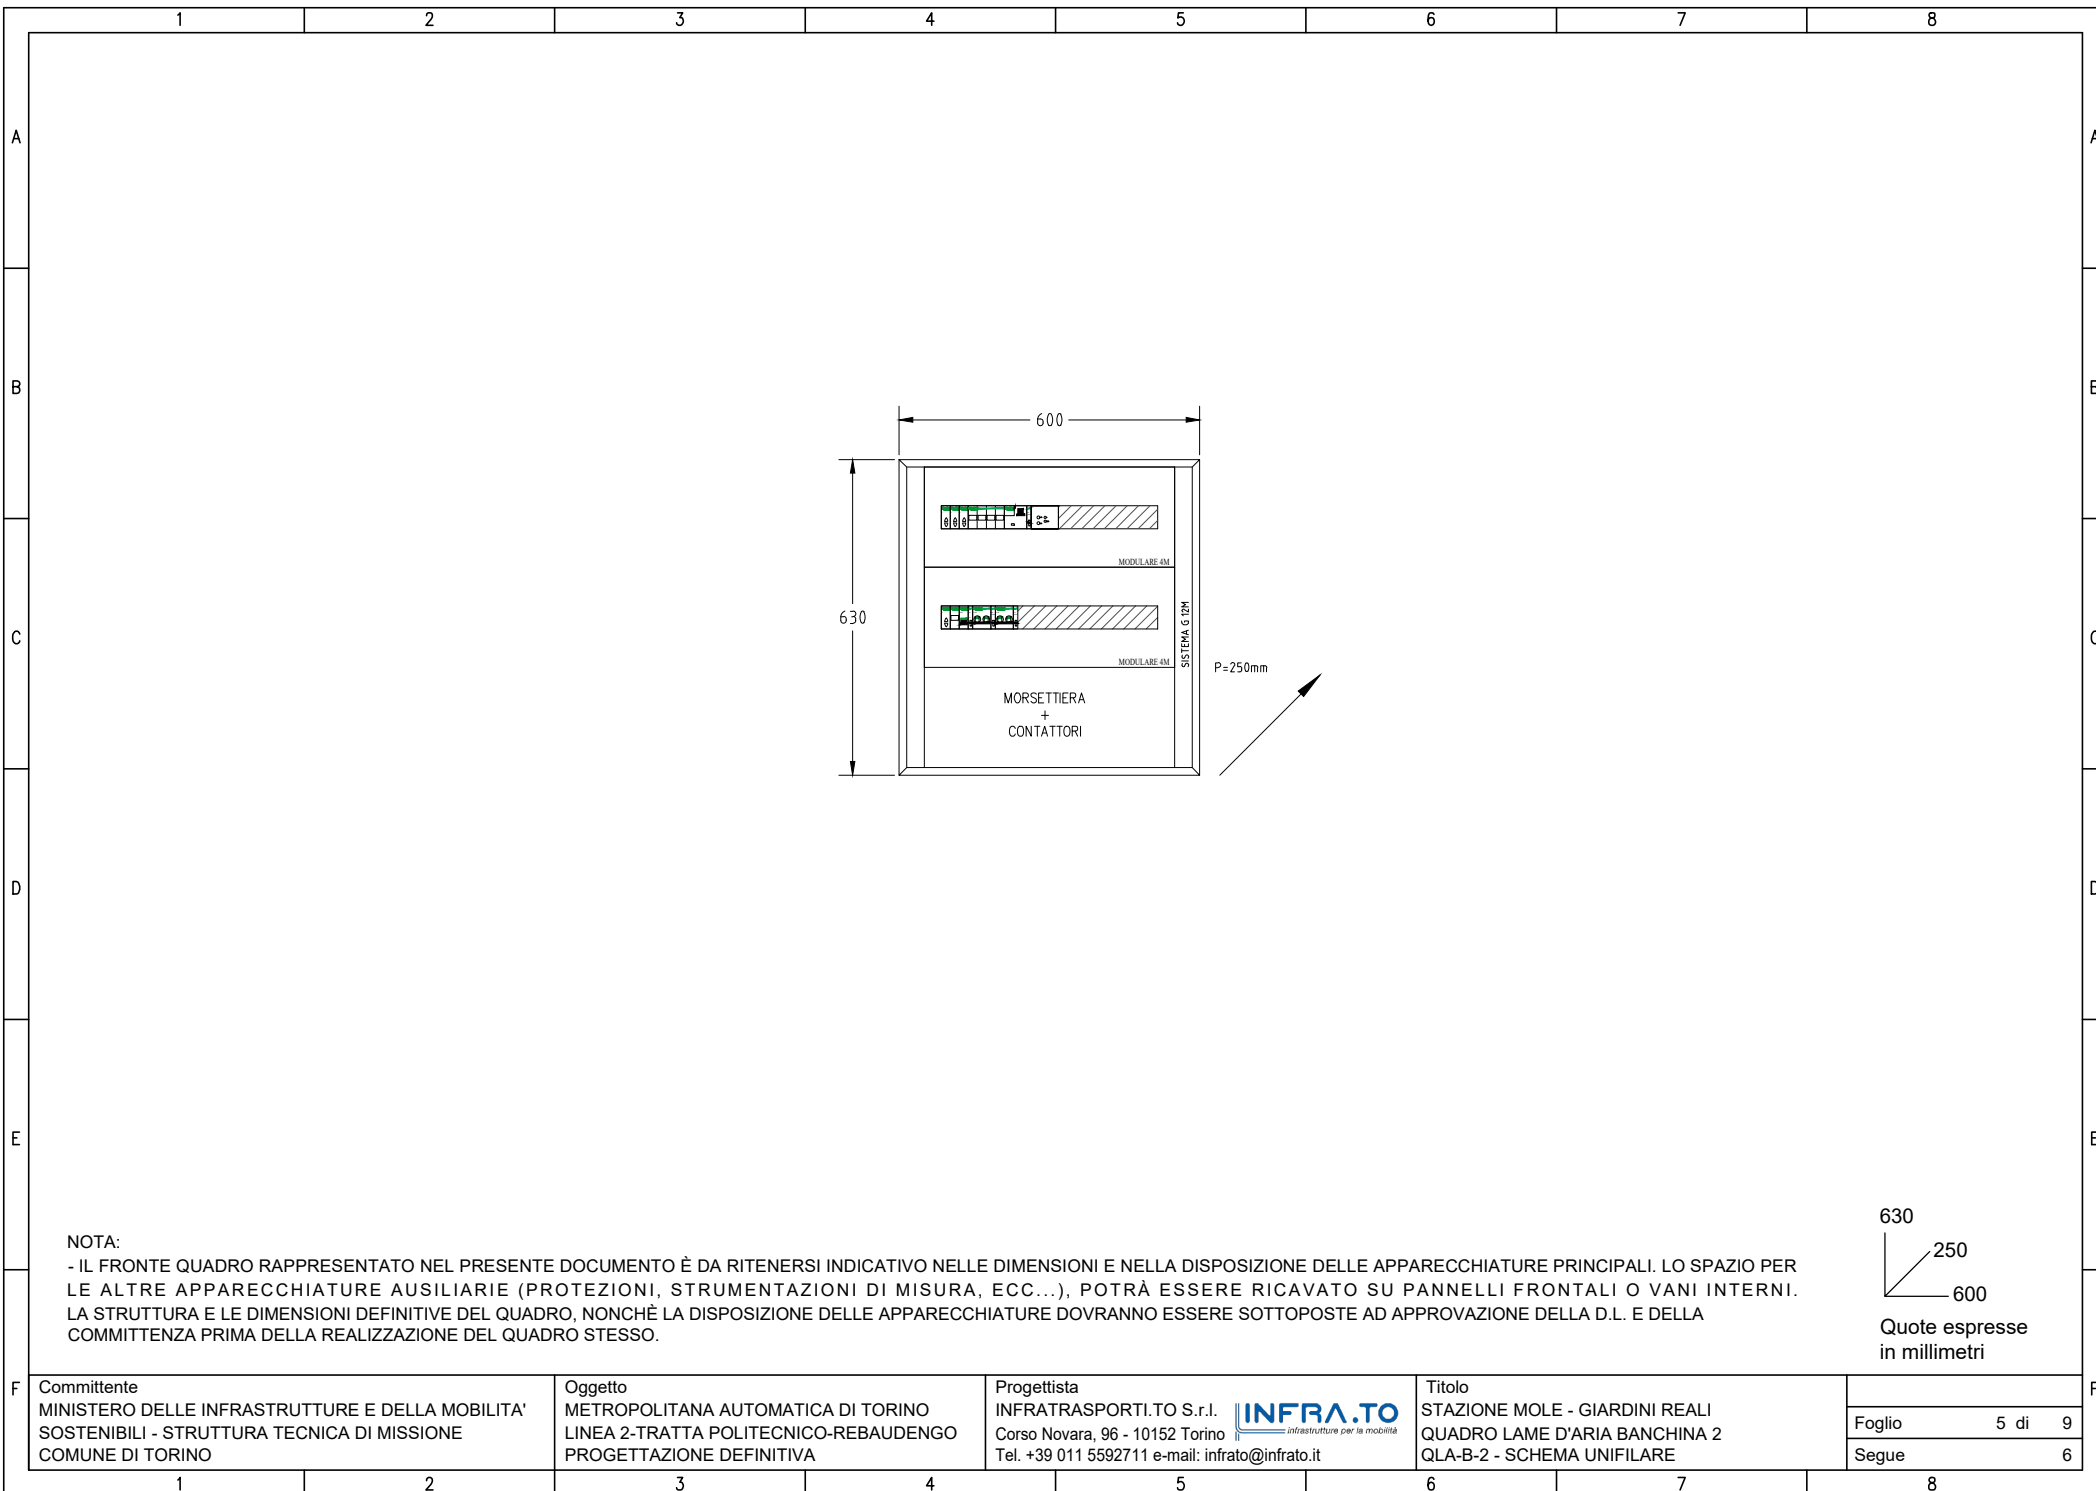 1 2 3 4 5 6 7 8
A A
B B
600
630
MODULARE 4M
MODULARE 4M
SISTEMA G 12M
P=250mm
C C
MORSETTIERA
+
CONTATTORI
D D
E E
630
250
600
Quote espresse
in millimetri
NOTA:
- IL FRONTE QUADRO RAPPRESENTATO NEL PRESENTE DOCUMENTO È DA RITENERSI INDICATIVO NELLE DIMENSIONI E NELLA DISPOSIZIONE DELLE APPARECCHIATURE PRINCIPALI. LO SPAZIO PER
LE ALTRE APPARECCHIATURE AUSILIARIE (PROTEZIONI, STRUMENTAZIONI DI MISURA, ECC...), POTRÀ ESSERE RICAVATO SU PANNELLI FRONTALI O VANI INTERNI.
LA STRUTTURA E LE DIMENSIONI DEFINITIVE DEL QUADRO, NONCHÈ LA DISPOSIZIONE DELLE APPARECCHIATURE DOVRANNO ESSERE SOTTOPOSTE AD APPROVAZIONE DELLA D.L. E DELLA
COMMITTENZA PRIMA DELLA REALIZZAZIONE DEL QUADRO STESSO.
F F
Committente
MINISTERO DELLE INFRASTRUTTURE E DELLA MOBILITA'
SOSTENIBILI - STRUTTURA TECNICA DI MISSIONE
COMUNE DI TORINO
Oggetto
METROPOLITANA AUTOMATICA DI TORINO
LINEA 2-TRATTA POLITECNICO-REBAUDENGO
PROGETTAZIONE DEFINITIVA
Progettista
INFRATRASPORTI.TO S.r.l.
Corso Novara, 96 - 10152 Torino
Tel. +39 011 5592711 e-mail: infrato@infrato.it
INFRA.TO
infrastrutture per la mobilità
Titolo
STAZIONE MOLE - GIARDINI REALI
QUADRO LAME D'ARIA BANCHINA 2
QLA-B-2 - SCHEMA UNIFILARE
Foglio 5 di 9
Segue 6
1 2 3 4 5 6 7 8